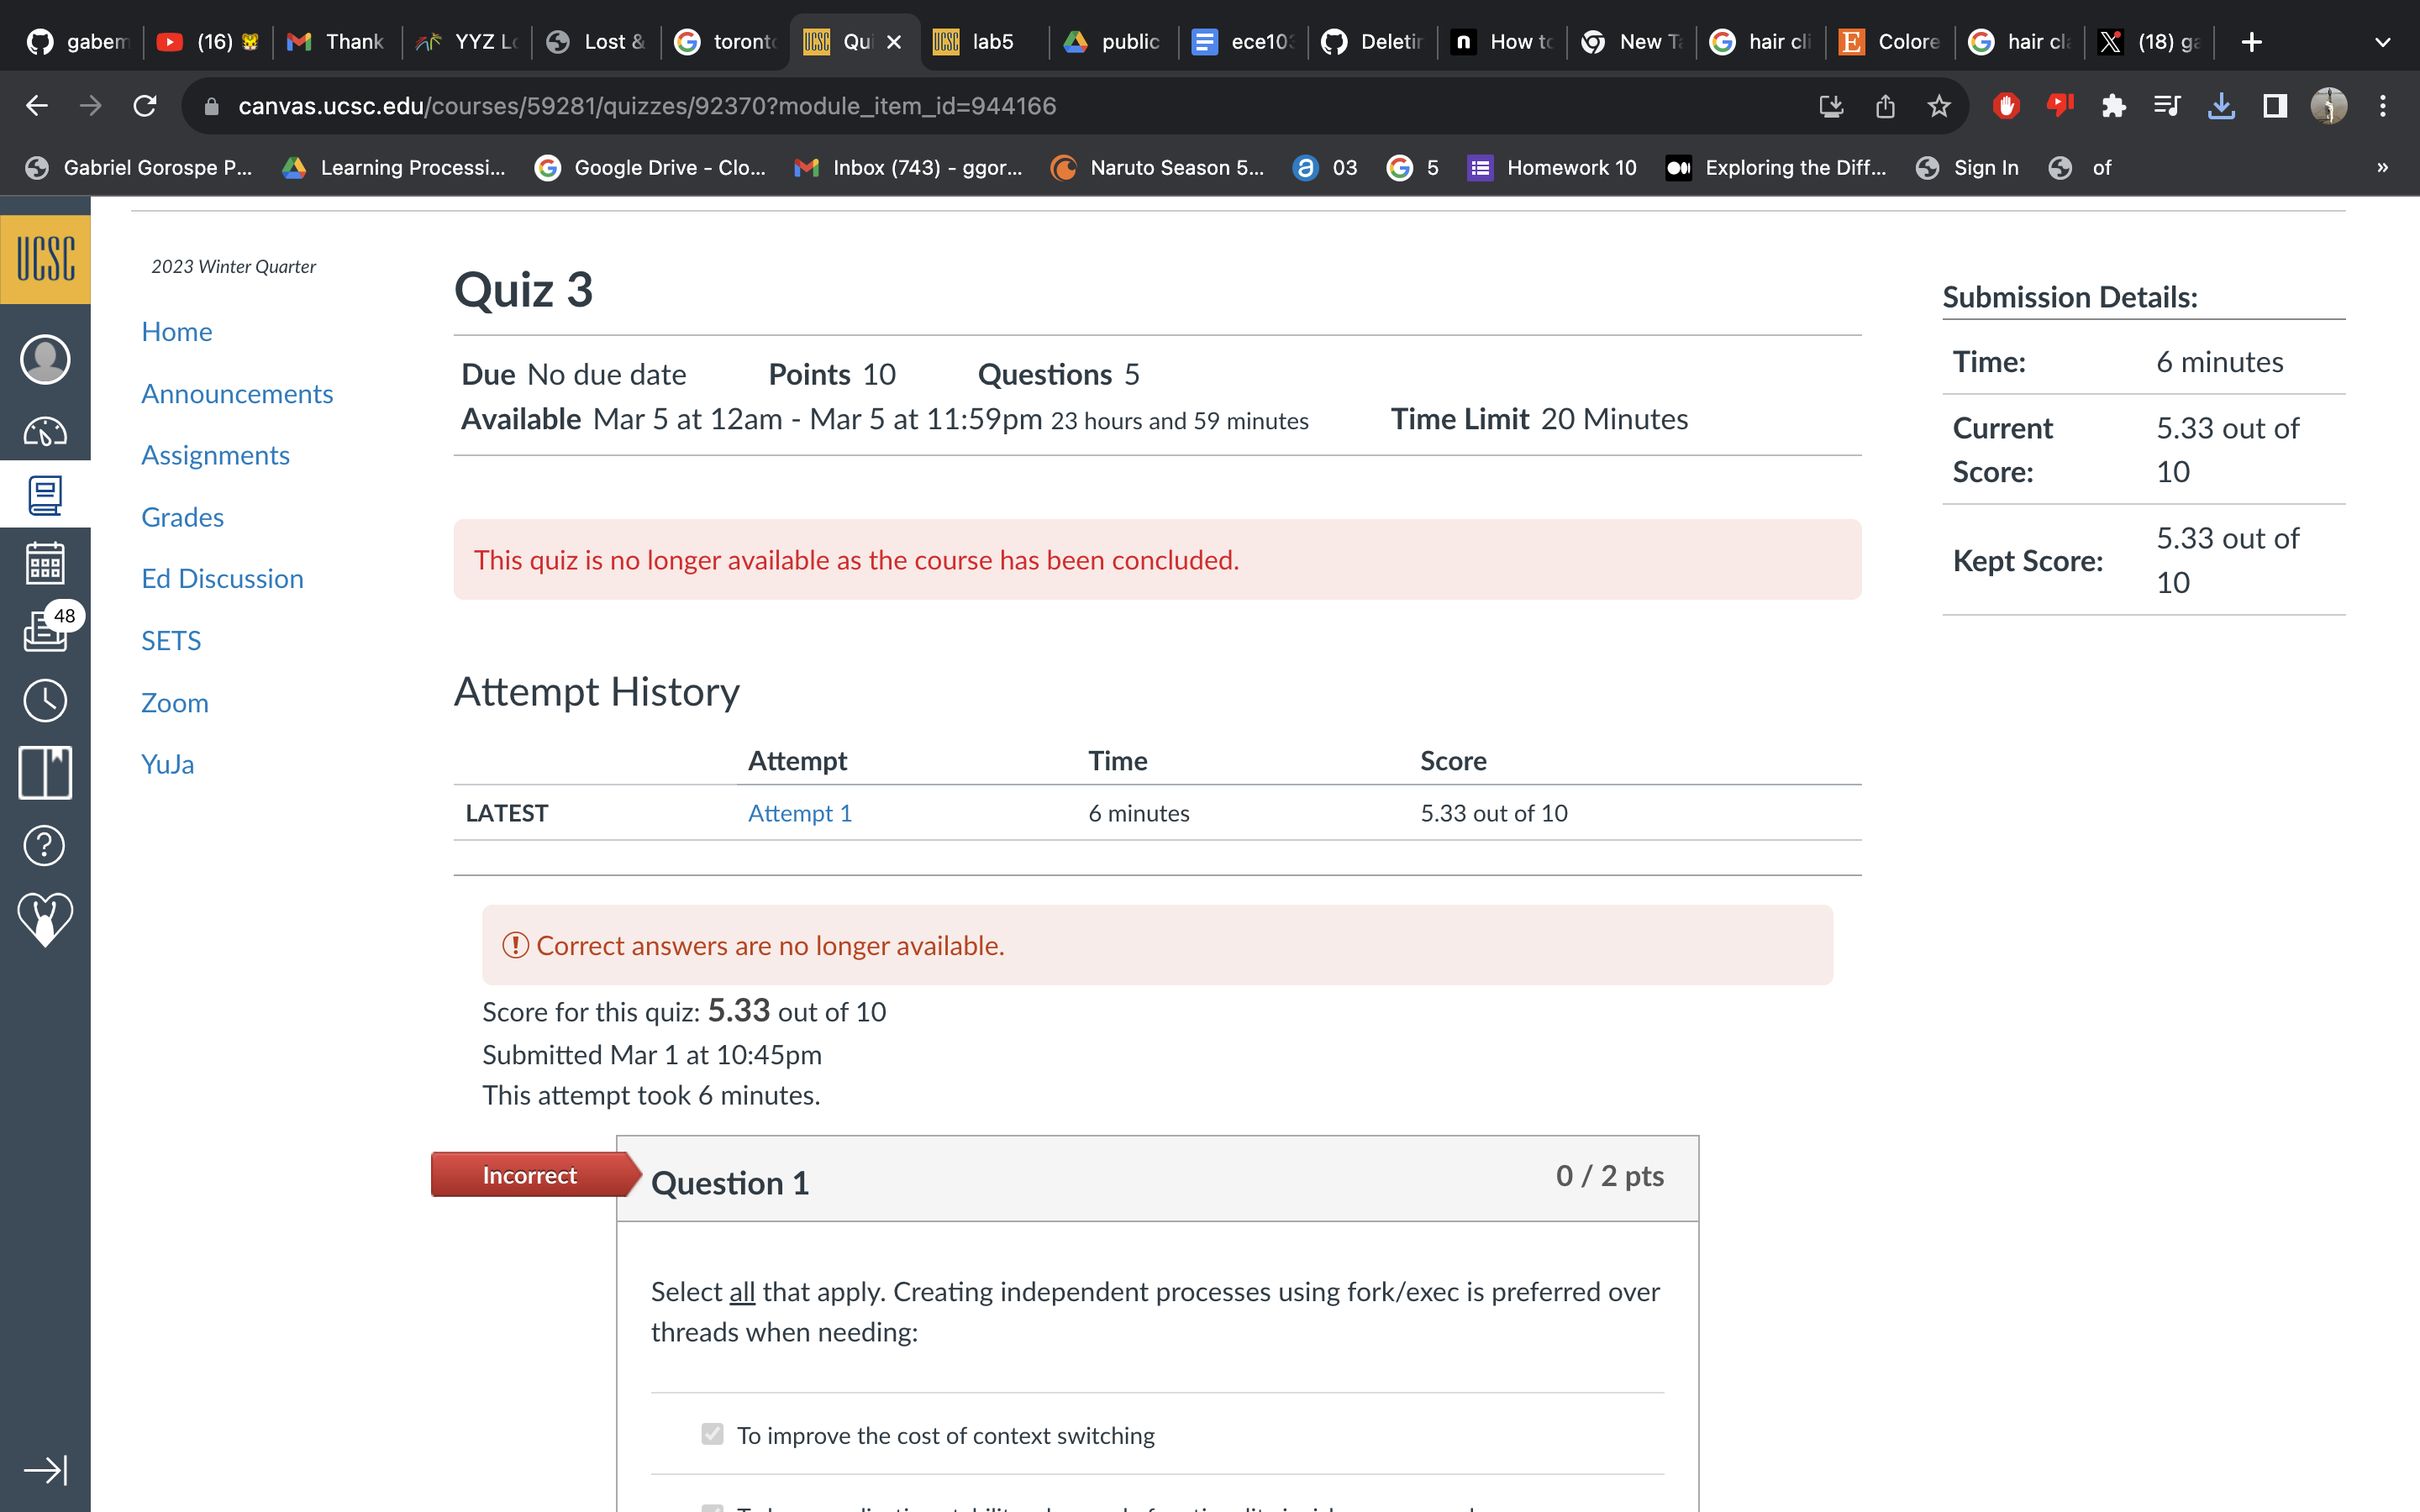 gabem
(16)
Thank
YYZ Lo
Lost &
toronto
Qui
lab5
public
ece103
Deletin
How to
New Ta
hair cli
Colore
hair cla
(18) ga
canvas.ucsc.edu/courses/59281/quizzes/92370?module_item_id=944166
Gabriel Gorospe P...
Learning Processi...
Google Drive - Clo...
Inbox (743) - ggor...
Naruto Season 5...
03
5
Homework 10
Exploring the Diff...
Sign In
of
»
UCSC
48
2023 Winter Quarter
Home
Announcements
Assignments
Grades
Ed Discussion
SETS
Zoom
YuJa
Quiz 3
Due No due date Points 10 Questions 5
Available Mar 5 at 12am - Mar 5 at 11:59pm 23 hours and 59 minutes Time Limit 20 Minutes
This quiz is no longer available as the course has been concluded.
Attempt History
Attempt Time Score
LATEST Attempt 1 6 minutes 5.33 out of 10
Correct answers are no longer available.
Score for this quiz: 5.33 out of 10
Submitted Mar 1 at 10:45pm
This attempt took 6 minutes.
Incorrect
Question 1 0 / 2 pts
Select all that apply. Creating independent processes using fork/exec is preferred over
threads when needing:
To improve the cost of context switching
Submission Details:
Time: 6 minutes
Current Score: 5.33 out of 10
Kept Score: 5.33 out of 10